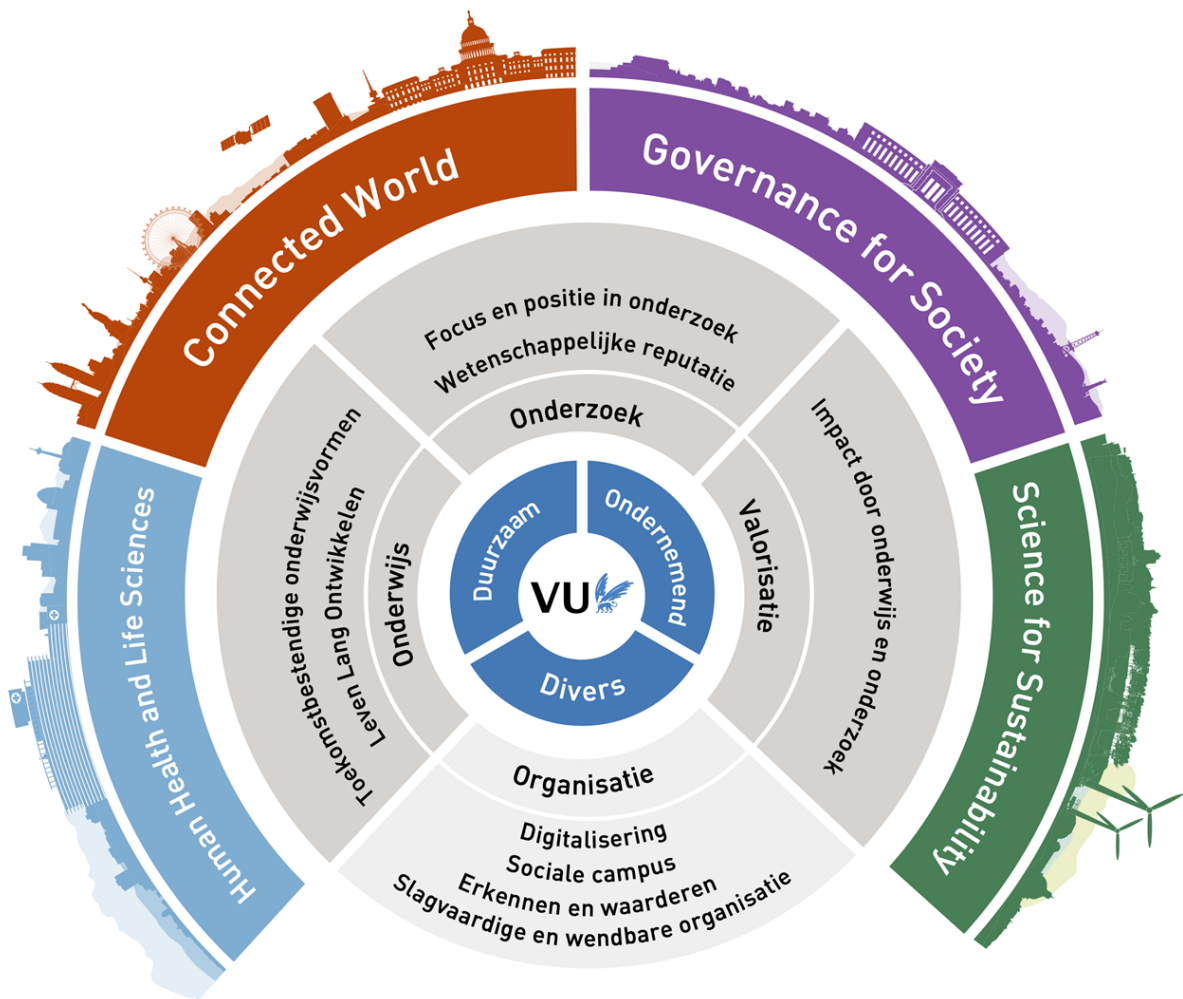 Connected World
Governance for Society
Human Health and Life Sciences
Science for Sustainability
Focus en positie in onderzoek
Wetenschappelijke reputatie
Onderzoek
Toekomstbestendige onderwijsvormen
Leven Lang Ontwikkelen
Onderwijs
Valorisatie
Impact door onderwijs en onderzoek
Duurzaam
Ondernemend
Divers
VU
Organisatie
Digitalisering
Sociale campus
Erkennen en waarderen
Slagvaardige en wendbare organisatie